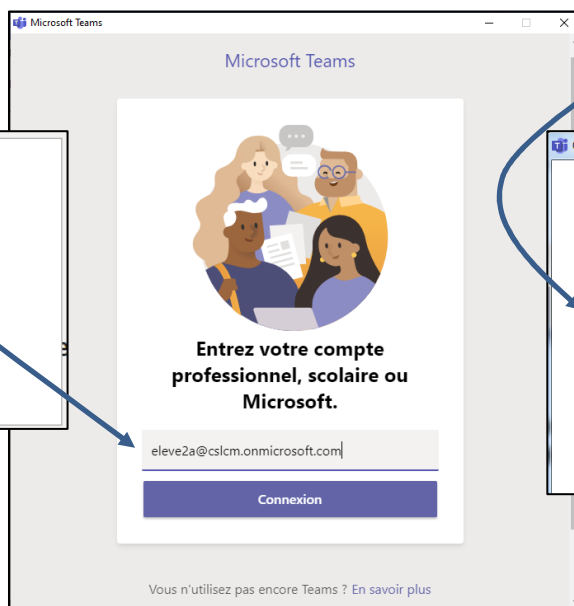 Microsoft Teams
Microsoft Teams
Entrez votre compte
professionnel, scolaire ou
Microsoft.
eleve2a@cslcm.onmicrosoft.com
Connexion
Vous n'utilisez pas encore Teams ? En savoir plus